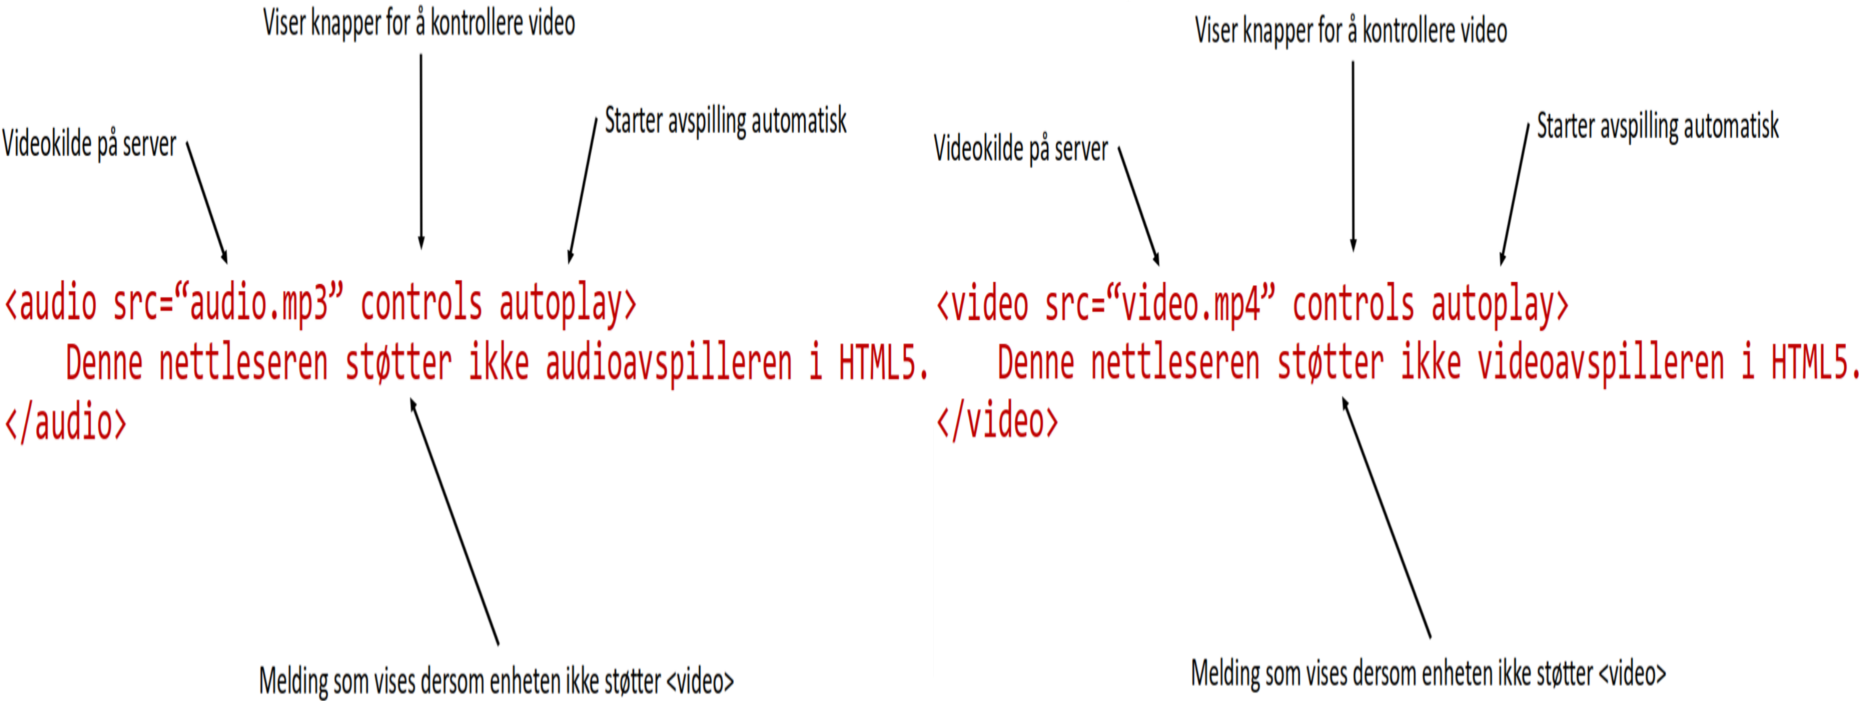 Viser knapper for å kontrollere video
Starter avspilling automatisk
Videokilde på server
<audio src=“audio.mp3” controls autoplay>
Denne nettleseren støtter ikke audioavspilleren i HTML5.
</audio>
Melding som vises dersom enheten ikke støtter <video>
Viser knapper for å kontrollere video
Starter avspilling automatisk
Videokilde på server
<video src=“video.mp4” controls autoplay>
Denne nettleseren støtter ikke videoavspilleren i HTML5.
</video>
Melding som vises dersom enheten ikke støtter <video>